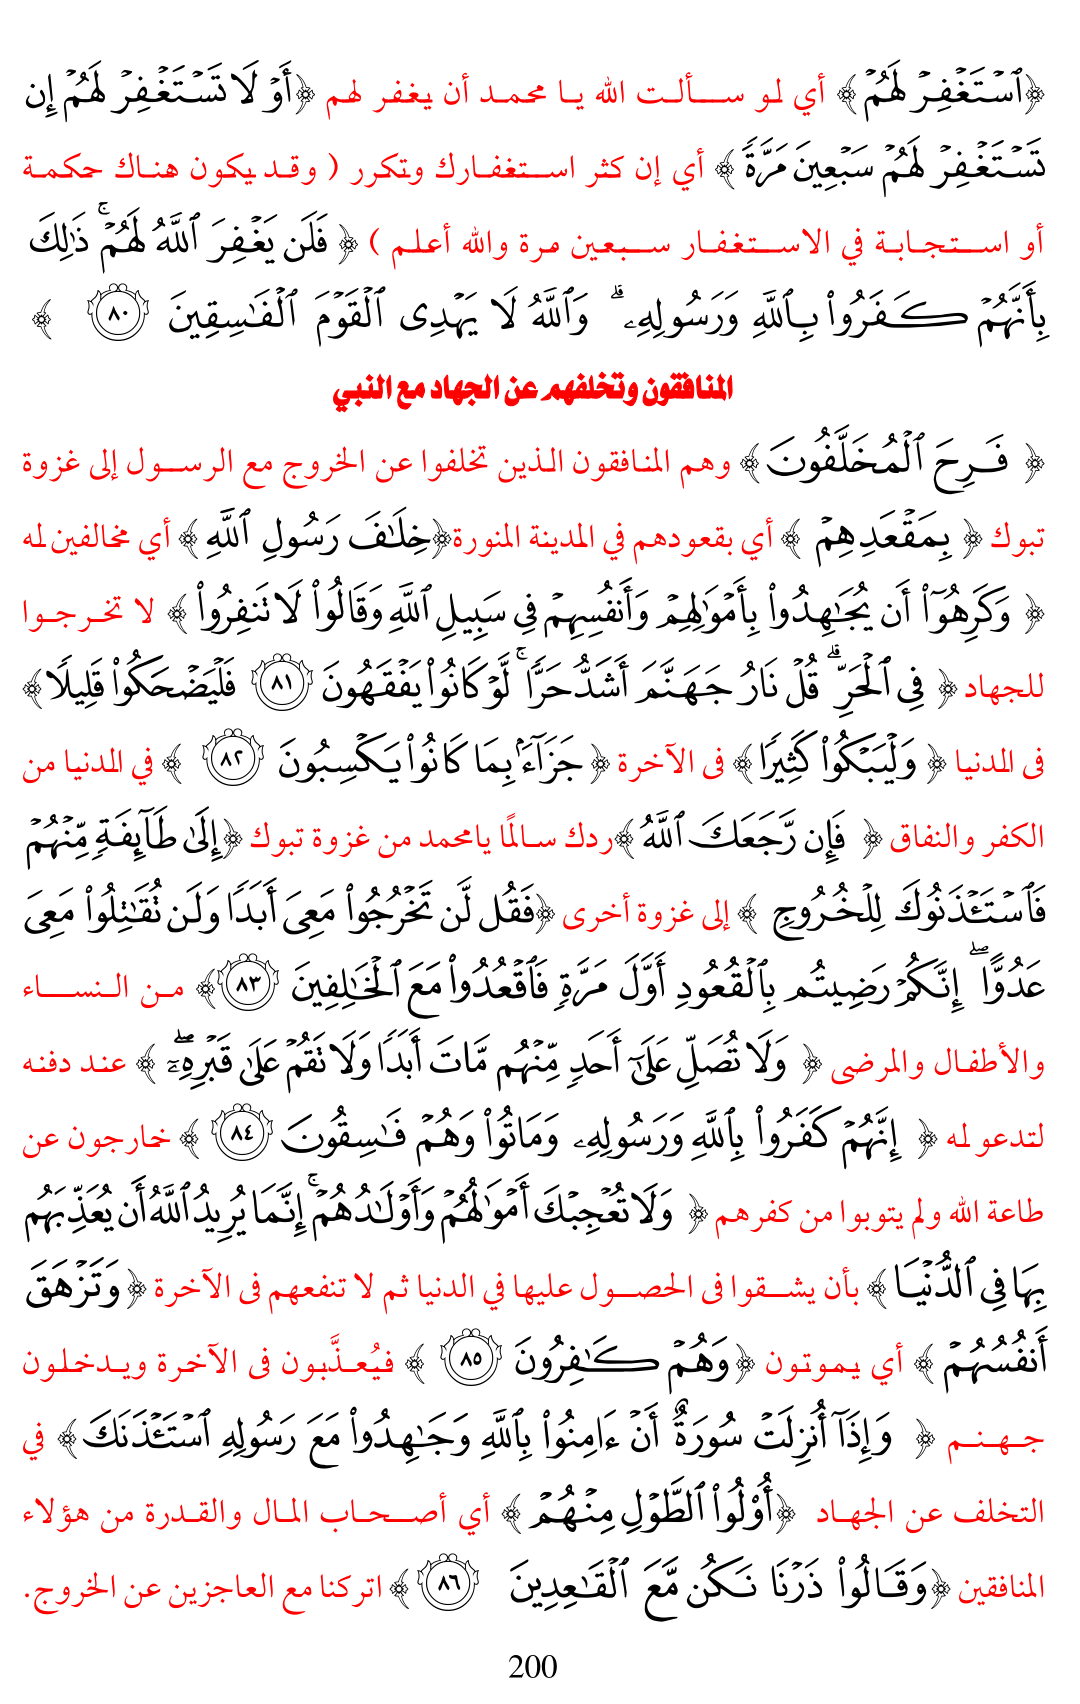 ﴿ٱسۡتَغۡفِرۡ لَهُمۡ﴾ أي لو سألت الله يا محمد أن يغفر لهم ﴿أَوۡ لَا تَسۡتَغۡفِرۡ لَهُمۡ إِن
تَسۡتَغۡفِرۡ لَهُمۡ سَبۡعِينَ مَرَّةٗ﴾ أي إن كثر استغفارك وتكرر ( وقد يكون هناك حكمة
أو استجابة في الاستغفار سبعين مرة والله أعلم ) ﴿ فَلَن يَغۡفِرَ ٱللَّهُ لَهُمۡۚ ذَٰلِكَ
بِأَنَّهُمۡ كَفَرُواْ بِٱللَّهِ وَرَسُولِهِۦۗ وَٱللَّهُ لَا يَهۡدِى ٱلۡقَوۡمَ ٱلۡفَـٰسِقِينَ ٨٠ ﴾
المنافقون وتخلفهم عن الجهاد مع النبي
﴿ فَرِحَ ٱلۡمُخَلَّفُونَ ﴾ وهم المنافقون الذين تخلفوا عن الخروج مع الرسول إلى غزوة
تبوك ﴿ بِمَقۡعَدِهِمۡ ﴾ أي بقعودهم في المدينة المنورة﴿خِلَـٰفَ رَسُولِ ٱللَّهِ﴾ أي مخالفين له
﴿ وَكَرِهُوٓاْ أَن يُجَـٰهِدُواْ بِأَمۡوَٰلِهِمۡ وَأَنفُسِهِمۡ فِى سَبِيلِ ٱللَّهِ وَقَالُواْ لَا تَنفِرُواْ ﴾ لا تخرجوا
للجهاد ﴿ فِى ٱلۡحَرِّۗ قُلۡ نَارُ جَهَنَّمَ أَشَدُّ حَرّٗاۚ لَّوۡ كَانُواْ يَفۡقَهُونَ ٨١ فَلۡيَضۡحَكُواْ قَلِيلٗا﴾
فى الدنيا ﴿ وَلۡيَبۡكُواْ كَثِيرٗا﴾ فى الآخرة ﴿ جَزَآءَۢ بِمَا كَانُواْ يَكۡسِبُونَ ٨٢ ﴾ في الدنيا من
الكفر والنفاق ﴿ فَإِن رَّجَعَكَ ٱللَّهُ ﴾ردك سالمًا يامحمد من غزوة تبوك ﴿إِلَىٰ طَآئِفَةٖ مِّنۡهُمۡ
فَٱسۡتَـٔۡذَنُوكَ لِلۡخُرُوجِ ﴾ إلى غزوة أخرى ﴿فَقُل لَّن تَخۡرُجُواْ مَعِىَ أَبَدٗا وَلَن تُقَـٰتِلُواْ مَعِىَ
عَدُوًّاۖ إِنَّكُمۡ رَضِيتُم بِٱلۡقُعُودِ أَوَّلَ مَرَّةٖ فَٱقۡعُدُواْ مَعَ ٱلۡخَـٰلِفِينَ ٨٣﴾ من النساء
والأطفال والمرضى ﴿ وَلَا تُصَلِّ عَلَىٰٓ أَحَدٖ مِّنۡهُم مَّاتَ أَبَدٗا وَلَا تَقُمۡ عَلَىٰ قَبۡرِهِۦٓۖ ﴾ عند دفنه
لتدعو له ﴿ إِنَّهُمۡ كَفَرُواْ بِٱللَّهِ وَرَسُولِهِۦ وَمَاتُواْ وَهُمۡ فَـٰسِقُونَ ٨٤ ﴾ خارجون عن
طاعة الله ولم يتوبوا من كفرهم ﴿ وَلَا تُعۡجِبۡكَ أَمۡوَٰلُهُمۡ وَأَوۡلَـٰدُهُمۡۚ إِنَّمَا يُرِيدُ ٱللَّهُ أَن يُعَذِّبَهُم
بِهَا فِى ٱلدُّنۡيَا﴾ بأن يشقوا فى الحصول عليها في الدنيا ثم لا تنفعهم فى الآخرة ﴿وَتَزۡهَقَ
أَنفُسُهُمۡ ﴾ أي يموتون ﴿وَهُمۡ كَـٰفِرُونَ ٨٥ ﴾ فيُعذَّبون فى الآخرة ويدخلون
جهنم ﴿ وَإِذَآ أُنزِلَتۡ سُورَةٌ أَنۡ ءَامِنُواْ بِٱللَّهِ وَجَـٰهِدُواْ مَعَ رَسُولِهِ ٱسۡتَـٔۡذَنَكَ﴾ في
التخلف عن الجهاد ﴿أُوْلُواْ ٱلطَّوۡلِ مِنۡهُمۡ ﴾ أي أصحاب المال والقدرة من هؤلاء
المنافقين ﴿وَقَالُواْ ذَرۡنَا نَكُن مَّعَ ٱلۡقَـٰعِدِينَ ٨٦ ﴾ اتركنا مع العاجزين عن الخروج.
200